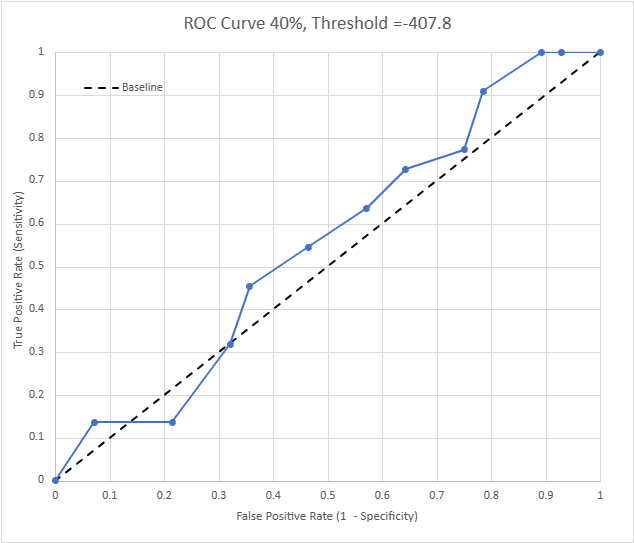 ROC Curve 40%, Threshold =-407.8
1
0.9
0.8
0.7
0.6
0.5
0.4
0.3
0.2
0.1
0
Baseline
True Positive Rate (Sensitivity)
0 0.1 0.2 0.3 0.4 0.5 0.6 0.7 0.8 0.9 1
False Positive Rate (1 - Specificity)